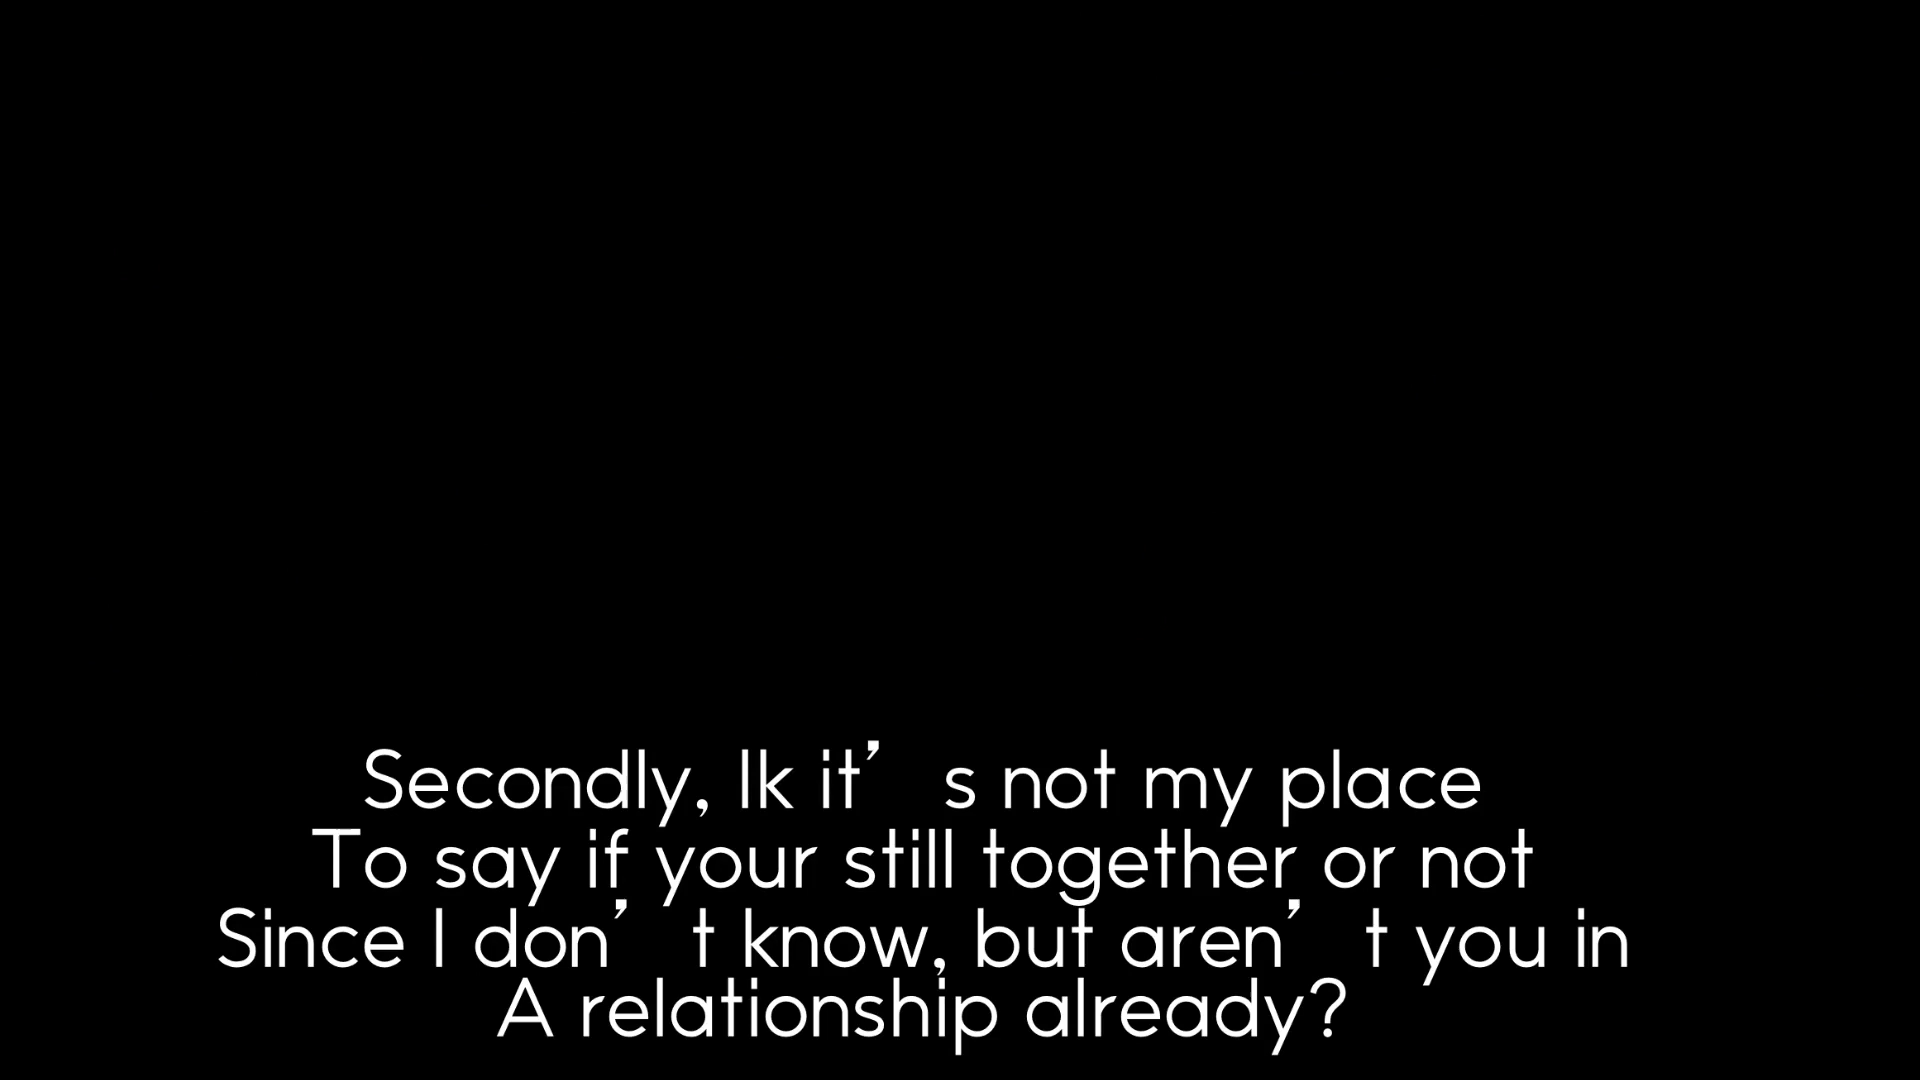 Secondly, Ik it’s not my place
To say if your still together or not
Since I don’t know, but aren’t you in
A relationship already?